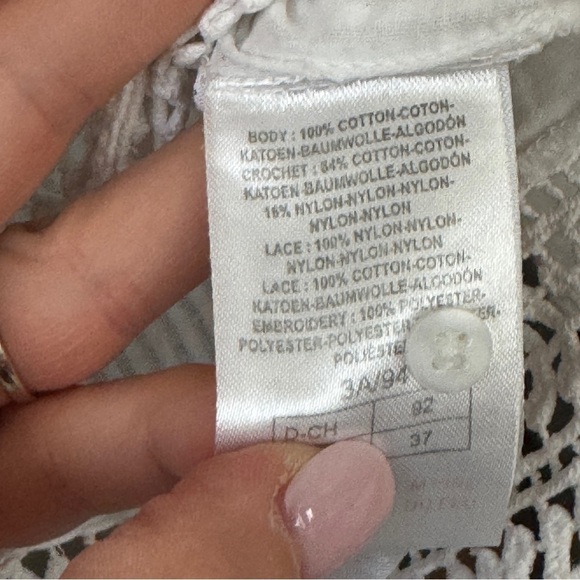 BODY : 100% COTTON-COTON-
KATOEN-BAUMWOLLE-ALGODÓN
CROCHET : 84% COTTON-COTON-
KATOEN-BAUMWOLLE-ALGODÓN
16% NYLON-NYLON-NYLON-
NYLON-NYLON
LACE : 100% NYLON-NYLON-
NYLON-NYLON-NYLON
LACE : 100% COTTON-COTON-
KATOEN-BAUMWOLLE-ALGODÓN
EMBROIDERY : 100% POLYESTER-
POLYESTER-POLYESTER
3A/94
92
D-CH 37